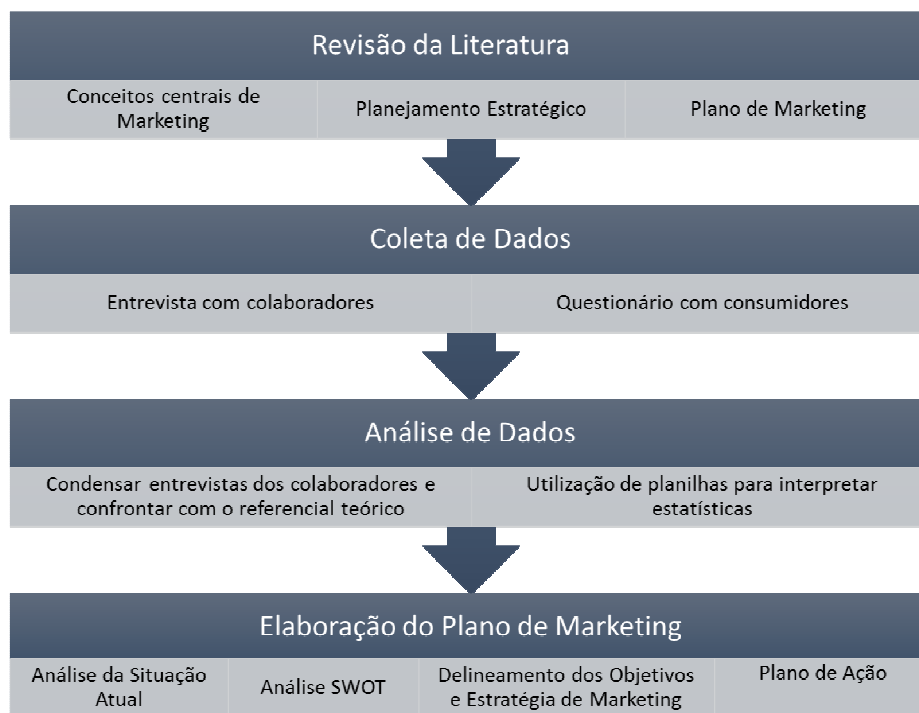 Revisão da Literatura
Conceitos centrais de
Marketing
Planejamento Estratégico
Plano de Marketing
Coleta de Dados
Entrevista com colaboradores
Questionário com consumidores
Análise de Dados
Condensar entrevistas dos colaboradores e
confrontar com o referencial teórico
Utilização de planilhas para interpretar
estatísticas
Elaboração do Plano de Marketing
Análise da Situação
Atual
Análise SWOT
Delineamento dos Objetivos
e Estratégia de Marketing
Plano de Ação